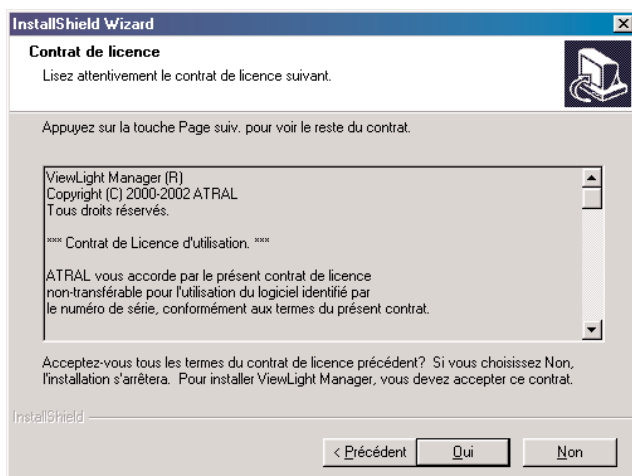 InstallShield Wizard
Contrat de licence
Lisez attentivement le contrat de licence suivant.
Appuyez sur la touche Page suiv. pour voir le reste du contrat.
ViewLight Manager (R)
Copyright (C) 2000-2002 ATRAL
Tous droits réservés.
*** Contrat de Licence d'utilisation. ***
ATRAL vous accorde par le présent contrat de licence
non-transférable pour l'utilisation du logiciel identifié par
le numéro de série, conformément aux termes du présent contrat.
Acceptez-vous tous les termes du contrat de licence précédent? Si vous choisissez Non,
l'installation s'arrêtera. Pour installer ViewLight Manager, vous devez accepter ce contrat.
InstallShield
< Précédent Oui Non